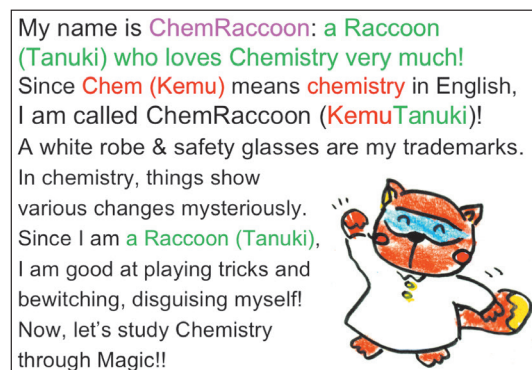 My name is ChemRaccoon: a Raccoon
(Tanuki) who loves Chemistry very much!
Since Chem (Kemu) means chemistry in English,
I am called ChemRaccoon (KemuTanuki)!
A white robe & safety glasses are my trademarks.
In chemistry, things show
various changes mysteriously.
Since I am a Raccoon (Tanuki),
I am good at playing tricks and
bewitching, disguising myself!
Now, let's study Chemistry
through Magic!!